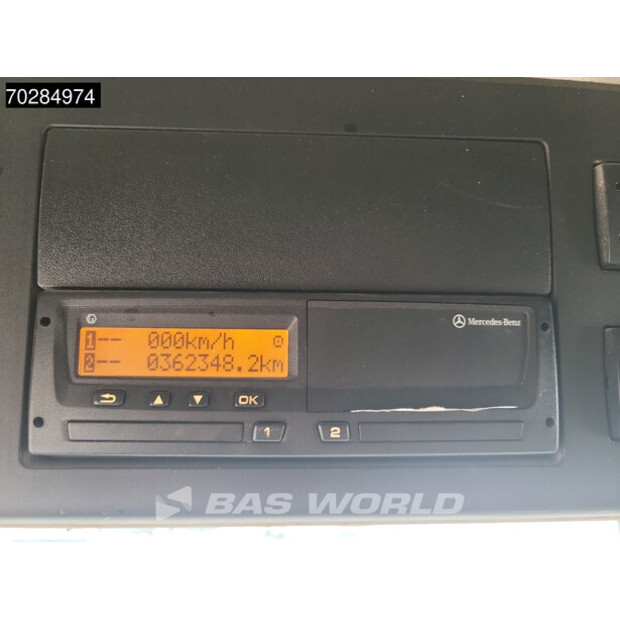 70284974
Mercedes-Benz
1 -- 000km/h
2 -- 0362348.2km
OK
1 2
BAS WORLD